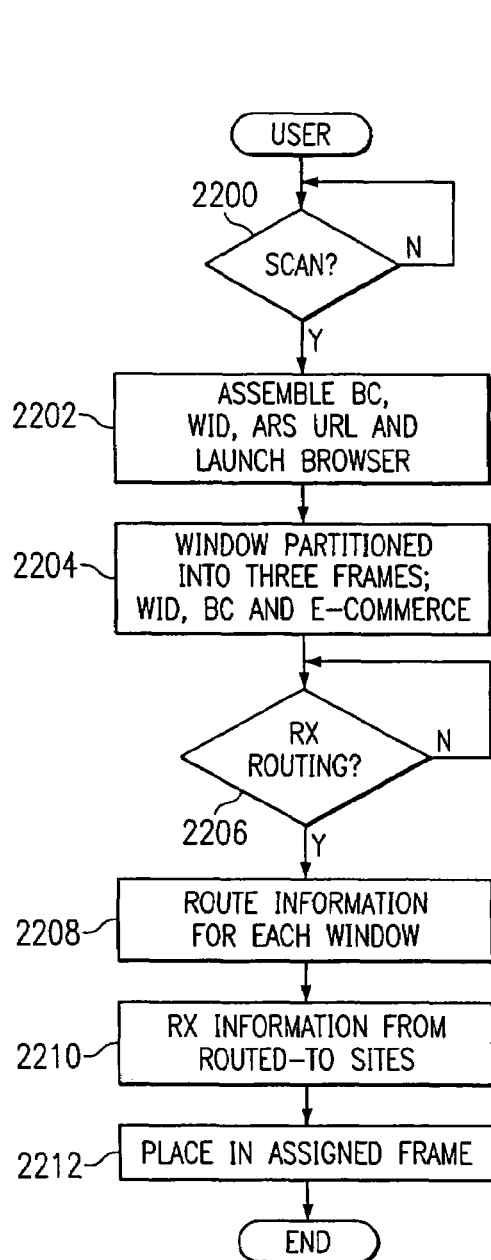 USER
2200
SCAN?
N
Y
2202
ASSEMBLE BC,
WID, ARS URL AND
LAUNCH BROWSER
2204
WINDOW PARTITIONED
INTO THREE FRAMES;
WID, BC AND E-COMMERCE
RX
ROUTING?
N
2206
Y
2208
ROUTE INFORMATION
FOR EACH WINDOW
2210
RX INFORMATION FROM
ROUTED-TO SITES
2212
PLACE IN ASSIGNED FRAME
END